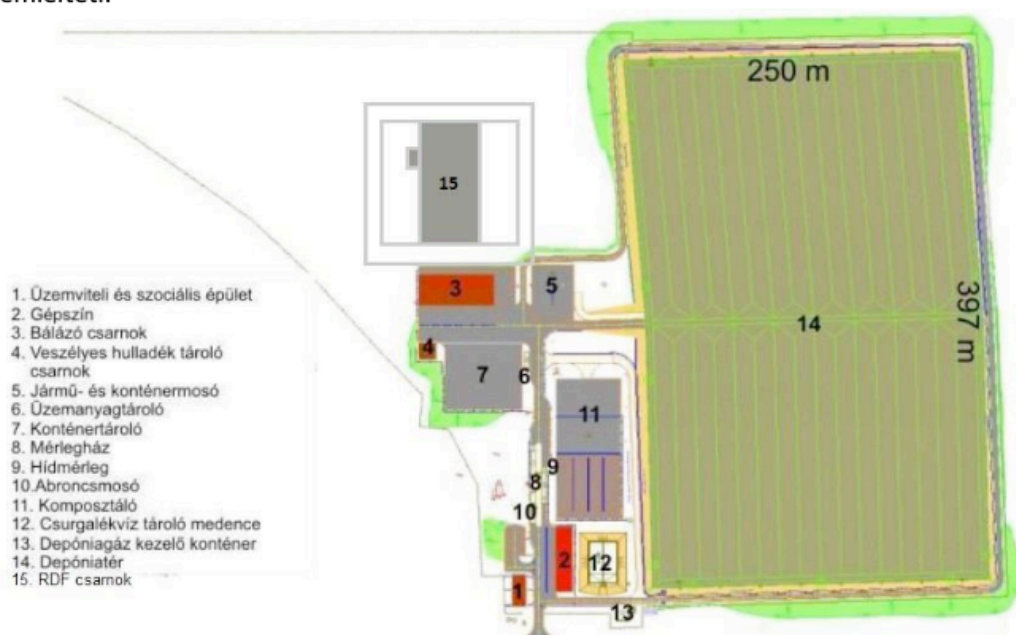 250 m
397 m
15
3
5
14
4
6
7
11
9
8
10
2
12
1
13
1. Üzemviteli és szociális épület
2. Gépszín
3. Bálázó csarnok
4. Veszélyes hulladék tároló
csarnok
5. Jármű- és konténermosó
6. Üzemanyagtároló
7. Konténertároló
8. Mérlegház
9. Hídmérleg
10.Abroncsmosó
11. Komposztáló
12. Csurgalékvíz tároló medence
13. Depóniagáz kezelő konténer
14. Depóniatér
15. RDF csarnok